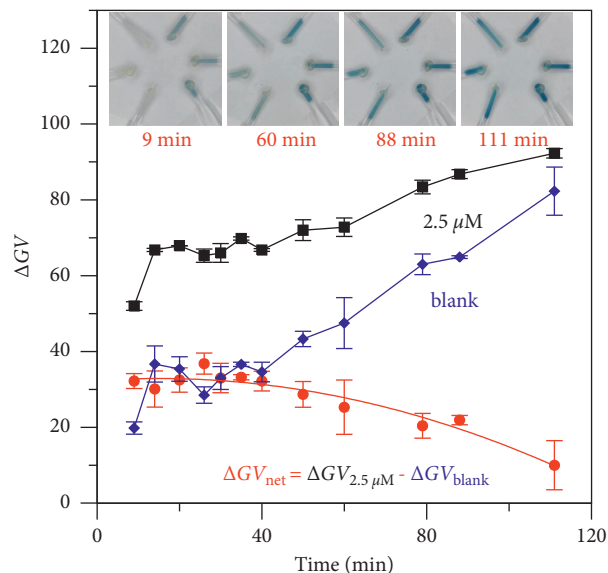 120
100
80
60
40
20
0
ΔGV
9 min 60 min 88 min 111 min
2.5 μM
blank
ΔGVnet = ΔGV2.5 μM - ΔGVblank
0 40 80 120
Time (min)